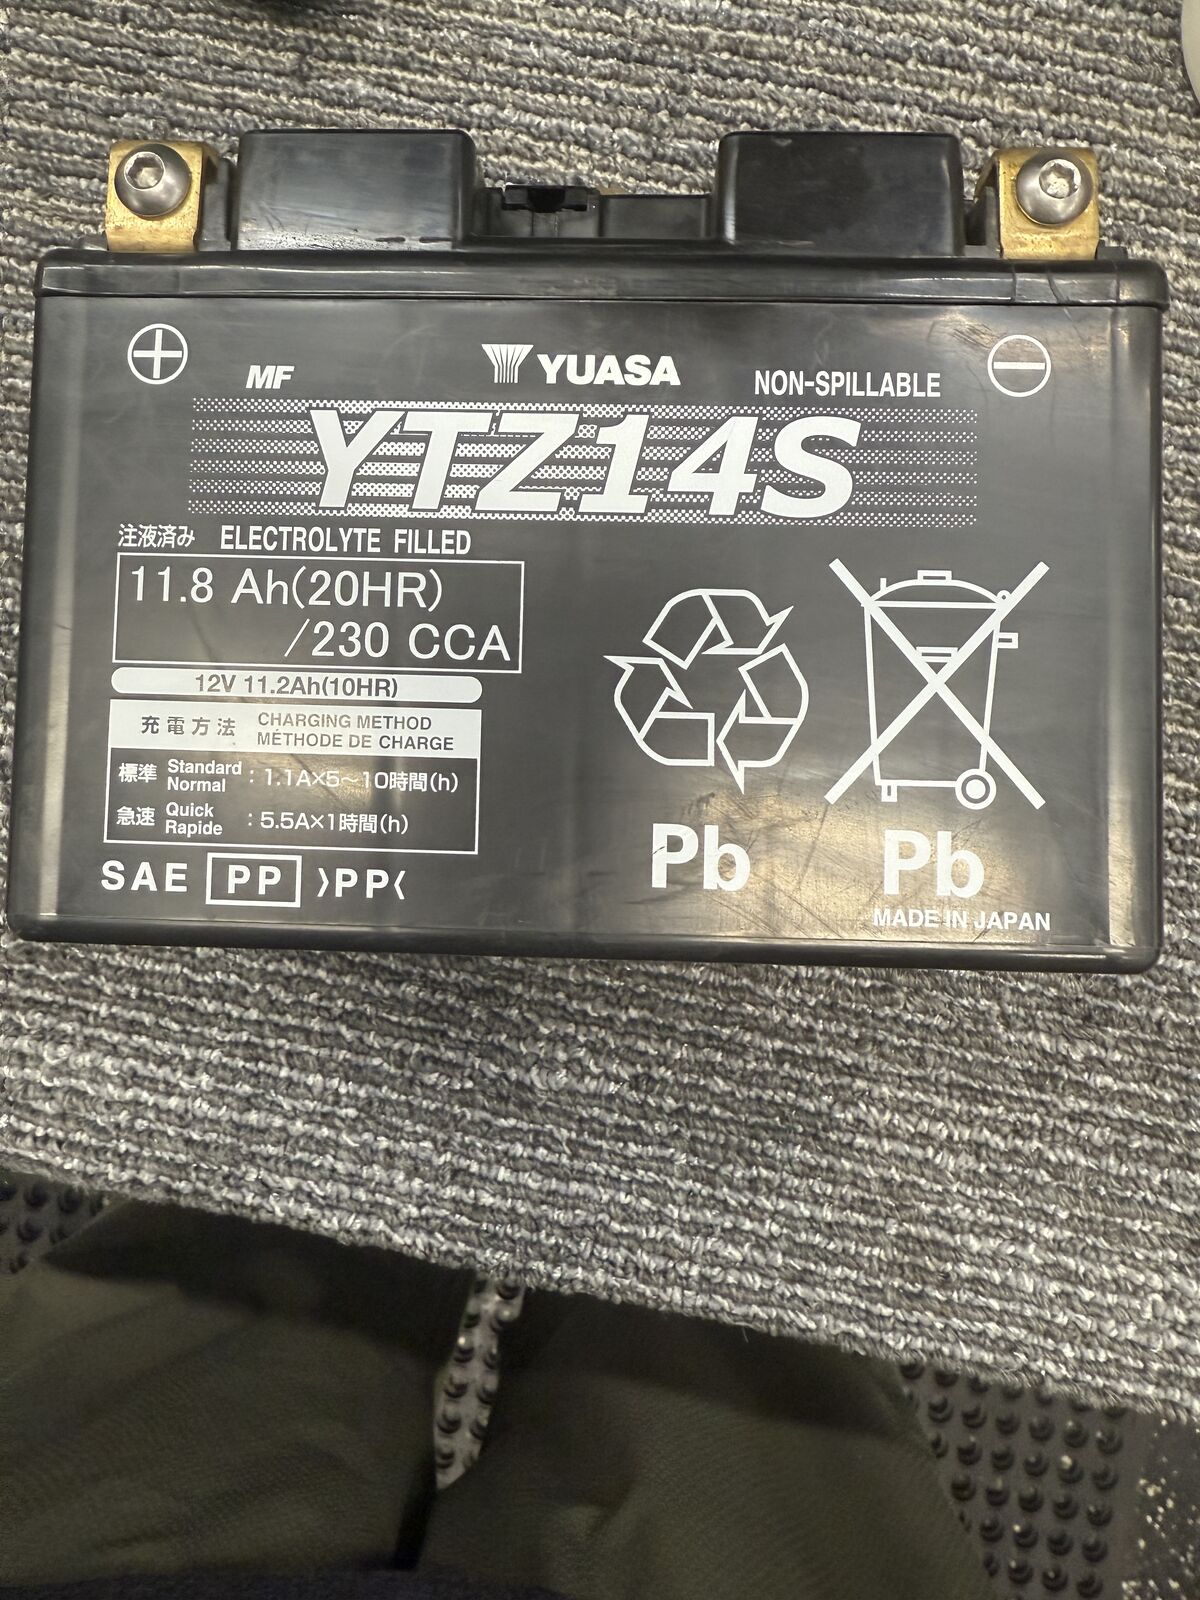 YUASA
MF
NON-SPILLABLE
YTZ14S
注液済み ELECTROLYTE FILLED
11.8 Ah(20HR)
/230 CCA
12V 11.2Ah(10HR)
充電方法 CHARGING METHOD
MÉTHODE DE CHARGE
標準 Standard Normal : 1.1A×5~10時間(h)
急速 Quick Rapide : 5.5A×1時間(h)
SAE PP 〉PP〈
Pb
Pb
MADE IN JAPAN